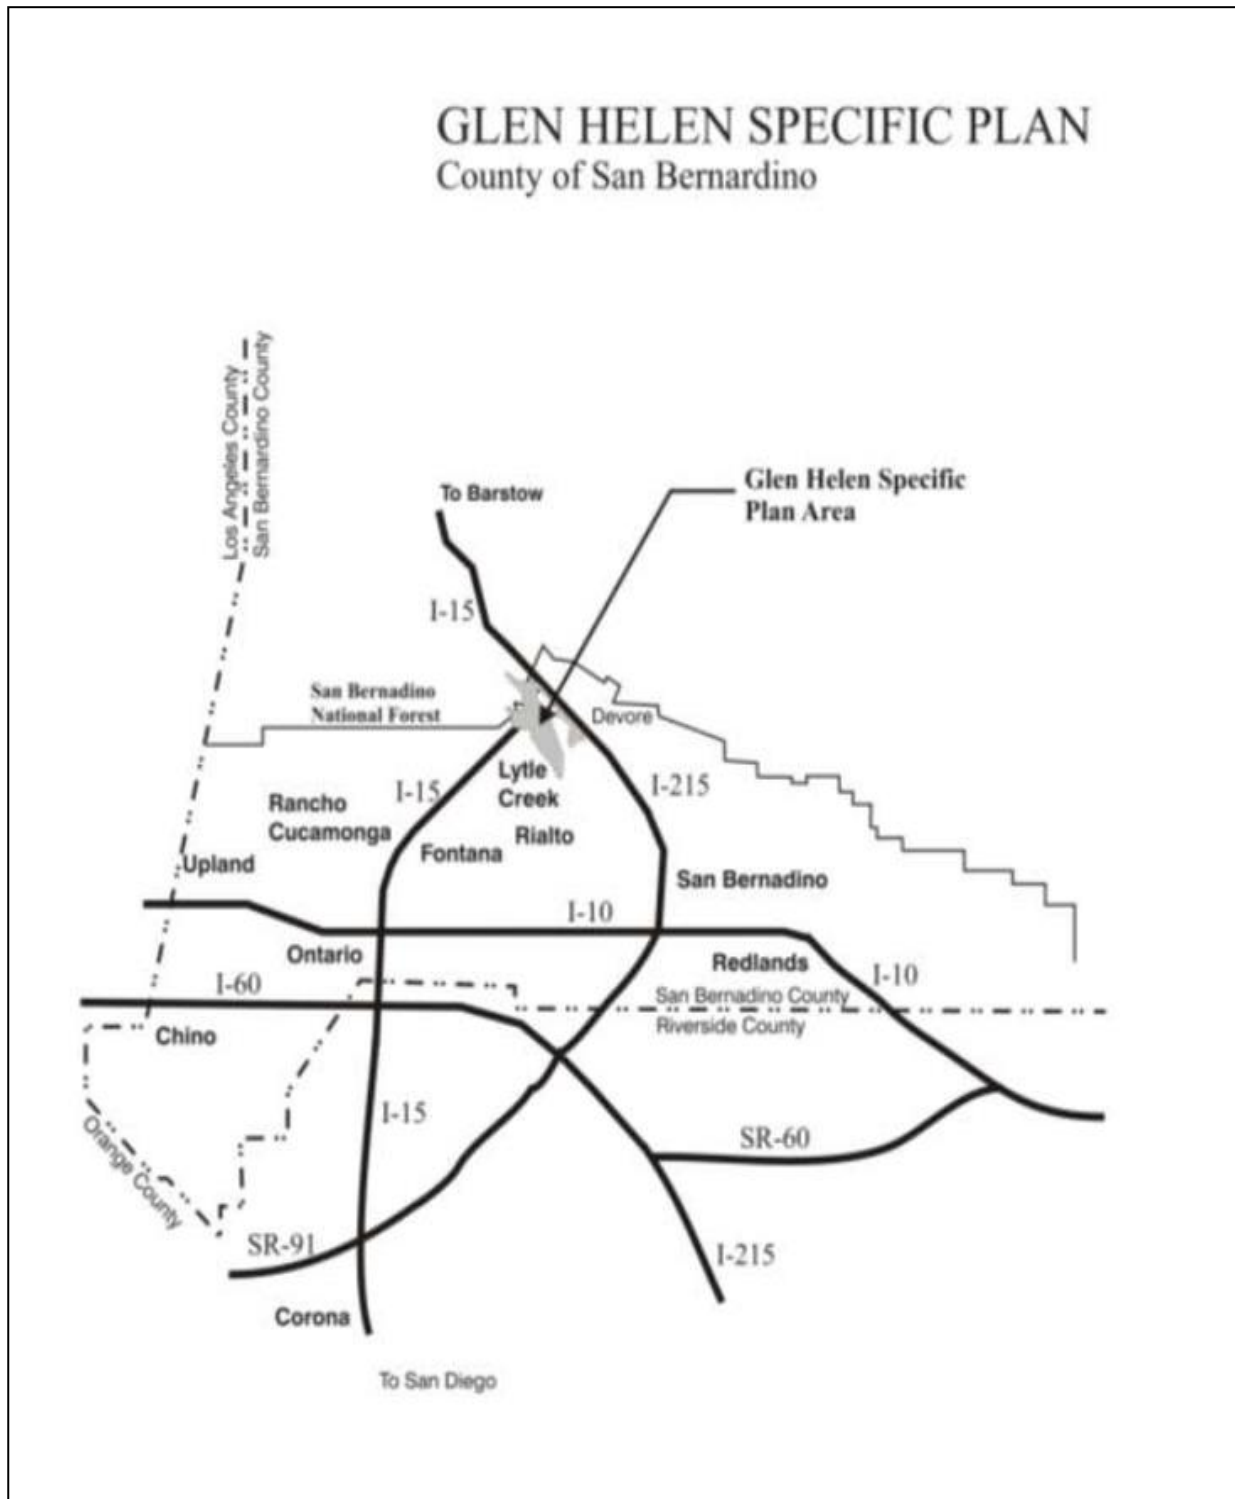 GLEN HELEN SPECIFIC PLAN
County of San Bernardino
Los Angeles County
San Bernardino County
To Barstow
Glen Helen Specific
Plan Area
I-15
San Bernadino
National Forest
Devore
Lytle
Creek
I-215
I-15
Rancho
Cucamonga
Rialto
Fontana
Upland
San Bernadino
I-10
Ontario
Redlands
I-10
I-60
San Bernadino County
Riverside County
Chino
I-15
Orange County
SR-60
SR-91
I-215
Corona
To San Diego